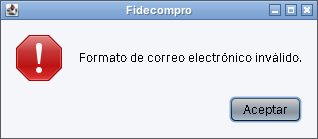 Fidecompro
Formato de correo electrónico inválido.
Aceptar